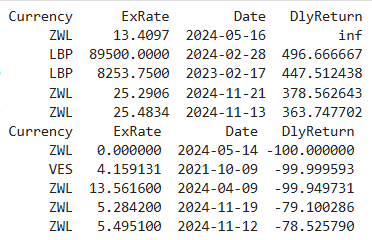 Currency ExRate Date DlyReturn
ZWL 13.4097 2024-05-16 inf
LBP 89500.0000 2024-02-28 496.666667
LBP 8253.7500 2023-02-17 447.512438
ZWL 25.2906 2024-11-21 378.562643
ZWL 25.4834 2024-11-13 363.747702
Currency ExRate Date DlyReturn
ZWL 0.000000 2024-05-14 -100.000000
VES 4.159131 2021-10-09 -99.999593
ZWL 13.561600 2024-04-09 -99.949731
ZWL 5.284200 2024-11-19 -79.100286
ZWL 5.495100 2024-11-12 -78.525790